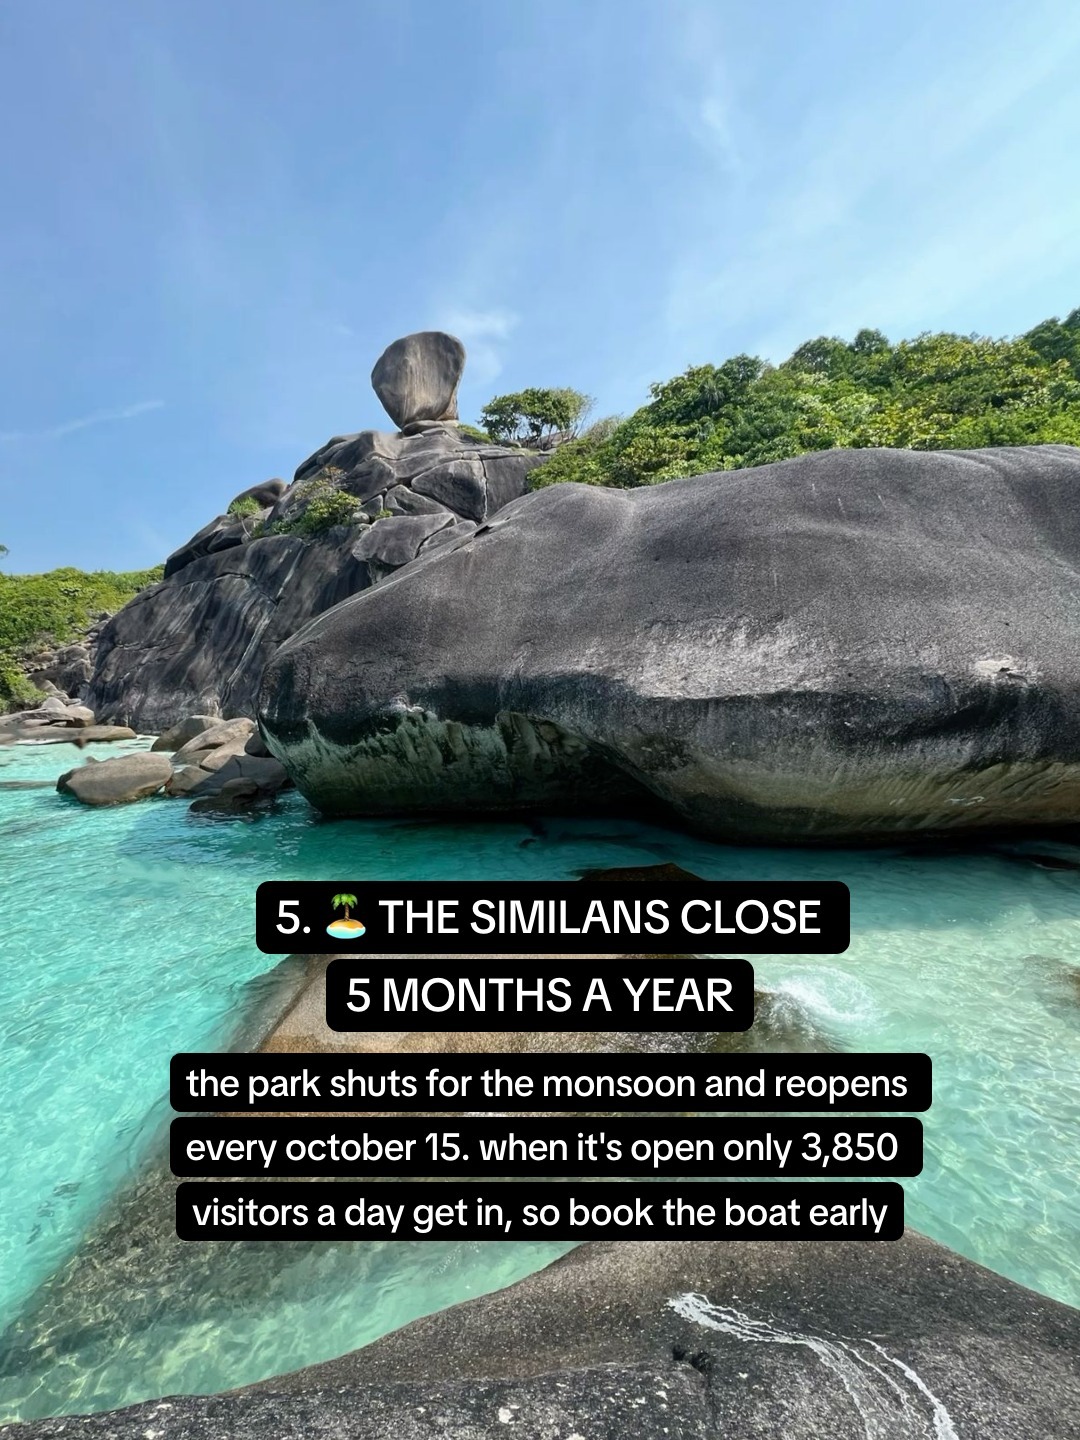 5. 🏝️ THE SIMILANS CLOSE
5 MONTHS A YEAR
the park shuts for the monsoon and reopens
every october 15. when it's open only 3,850
visitors a day get in, so book the boat early